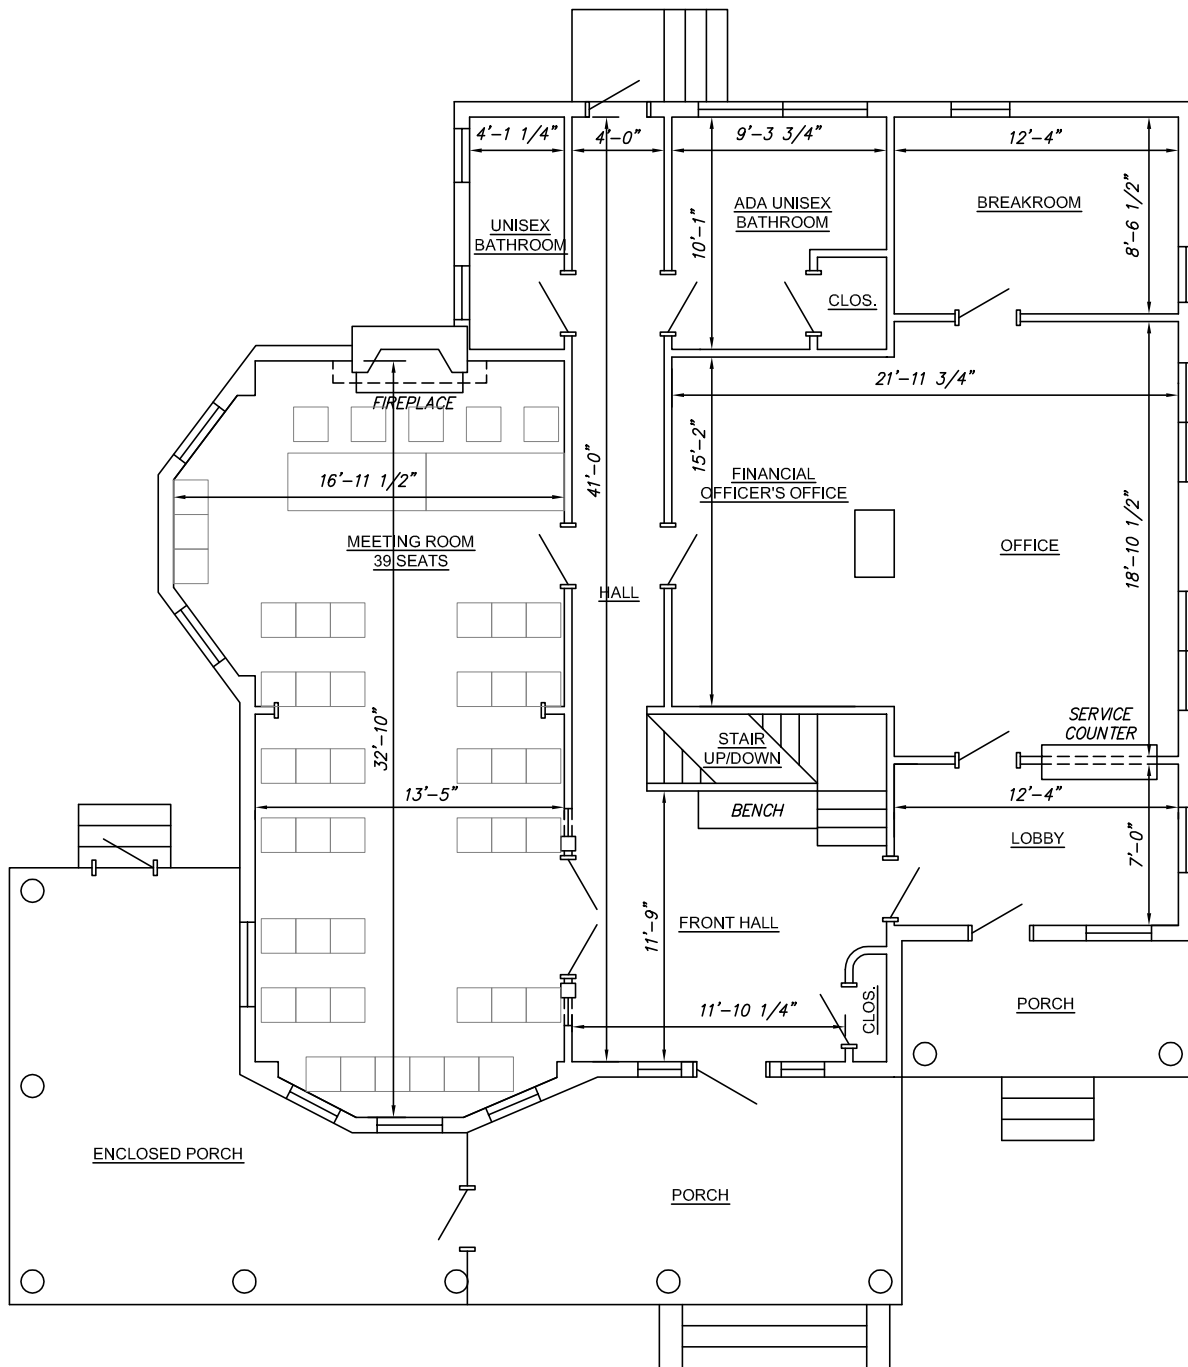 4'-1 1/4"
4'-0"
9'-3 3/4"
12'-4"
UNISEX
BATHROOM
10'-1"
ADA UNISEX
BATHROOM
BREAKROOM
8'-6 1/2"
CLOS.
FIREPLACE
21'-11 3/4"
16'-11 1/2"
41'-0"
15'-2"
FINANCIAL
OFFICER'S OFFICE
MEETING ROOM
39 SEATS
OFFICE
18'-10 1/2"
HALL
32'-10"
STAIR
UP/DOWN
SERVICE
COUNTER
13'-5"
BENCH
12'-4"
LOBBY
7'-0"
11'-9"
FRONT HALL
11'-10 1/4"
CLOS.
PORCH
ENCLOSED PORCH
PORCH